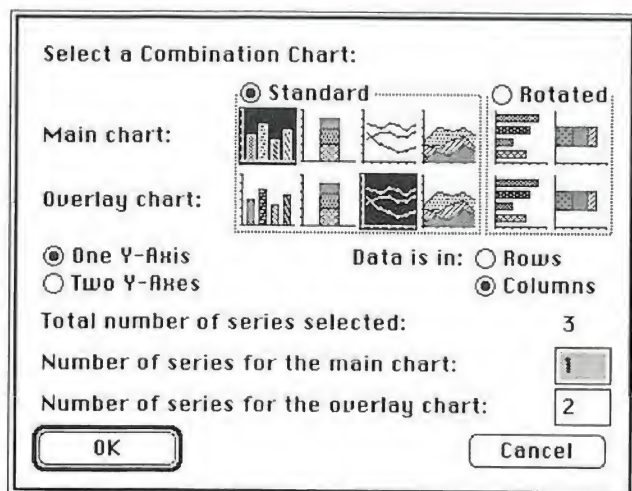 Select a Combination Chart:
Standard Rotated
Main chart:
Overlay chart:
One Y-Axis Data is in: Rows
Two Y-Axes Columns
Total number of series selected: 3
Number of series for the main chart: 1
Number of series for the overlay chart: 2
OK Cancel